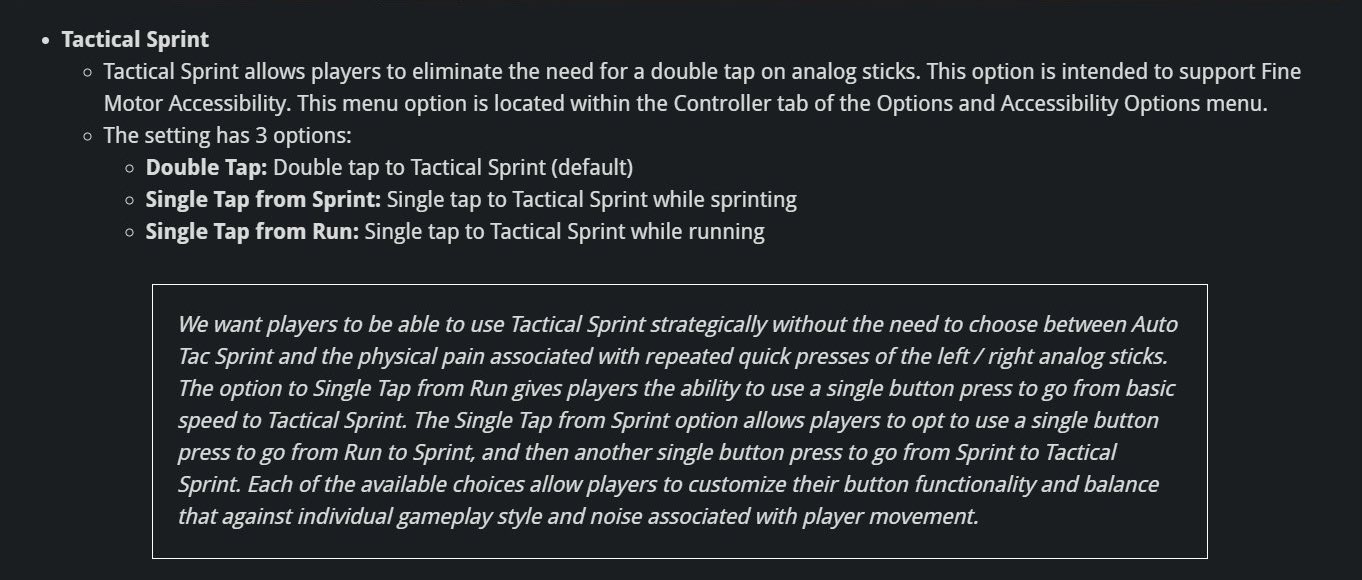 Tactical Sprint
Tactical Sprint allows players to eliminate the need for a double tap on analog sticks. This option is intended to support Fine
Motor Accessibility. This menu option is located within the Controller tab of the Options and Accessibility Options menu.
The setting has 3 options:
Double Tap: Double tap to Tactical Sprint (default)
Single Tap from Sprint: Single tap to Tactical Sprint while sprinting
Single Tap from Run: Single tap to Tactical Sprint while running
We want players to be able to use Tactical Sprint strategically without the need to choose between Auto
Tac Sprint and the physical pain associated with repeated quick presses of the left / right analog sticks.
The option to Single Tap from Run gives players the ability to use a single button press to go from basic
speed to Tactical Sprint. The Single Tap from Sprint option allows players to opt to use a single button
press to go from Run to Sprint, and then another single button press to go from Sprint to Tactical
Sprint. Each of the available choices allow players to customize their button functionality and balance
that against individual gameplay style and noise associated with player movement.